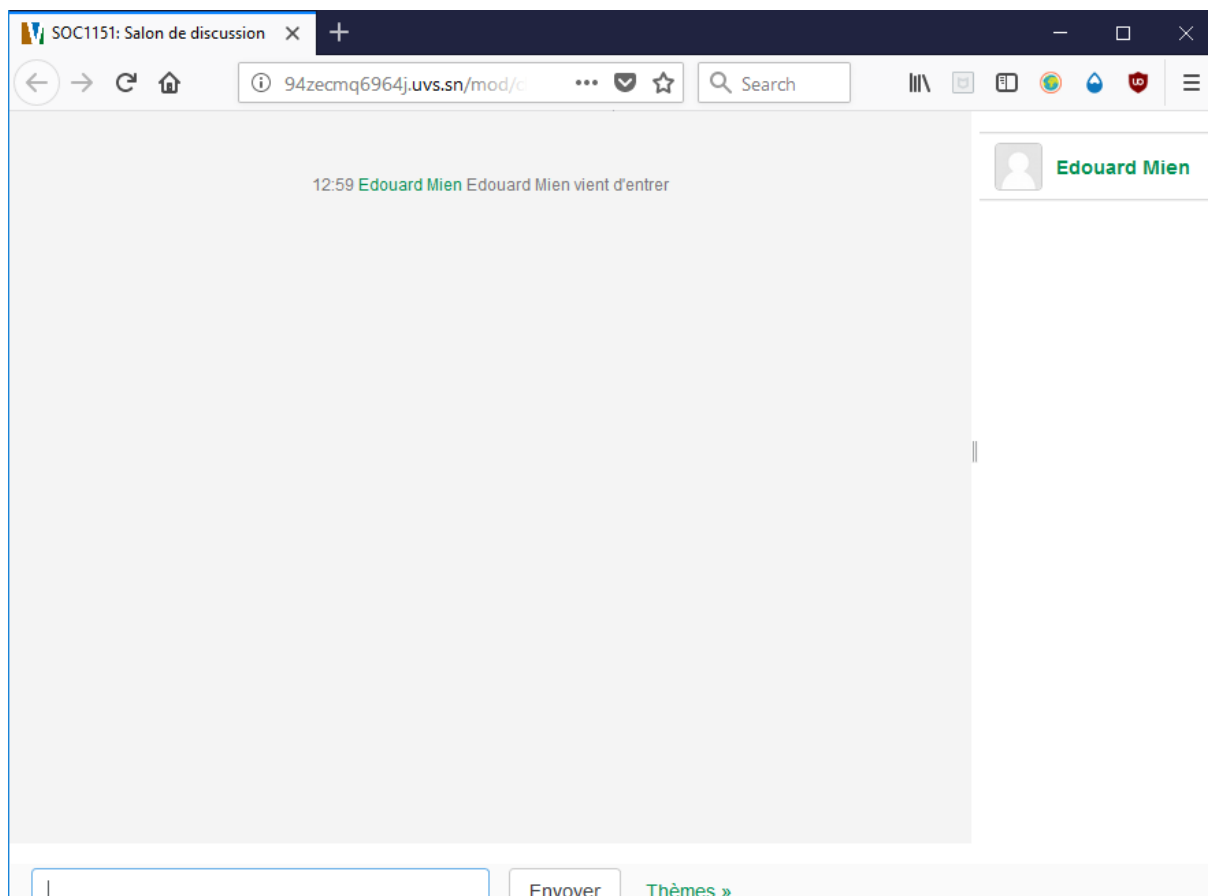 SOC1151: Salon de discussion
94zecmq6964j.uvs.sn/mod/c
Search
12:59 Edouard Mien Edouard Mien vient d'entrer
Edouard Mien
Envoyer
Thèmes »